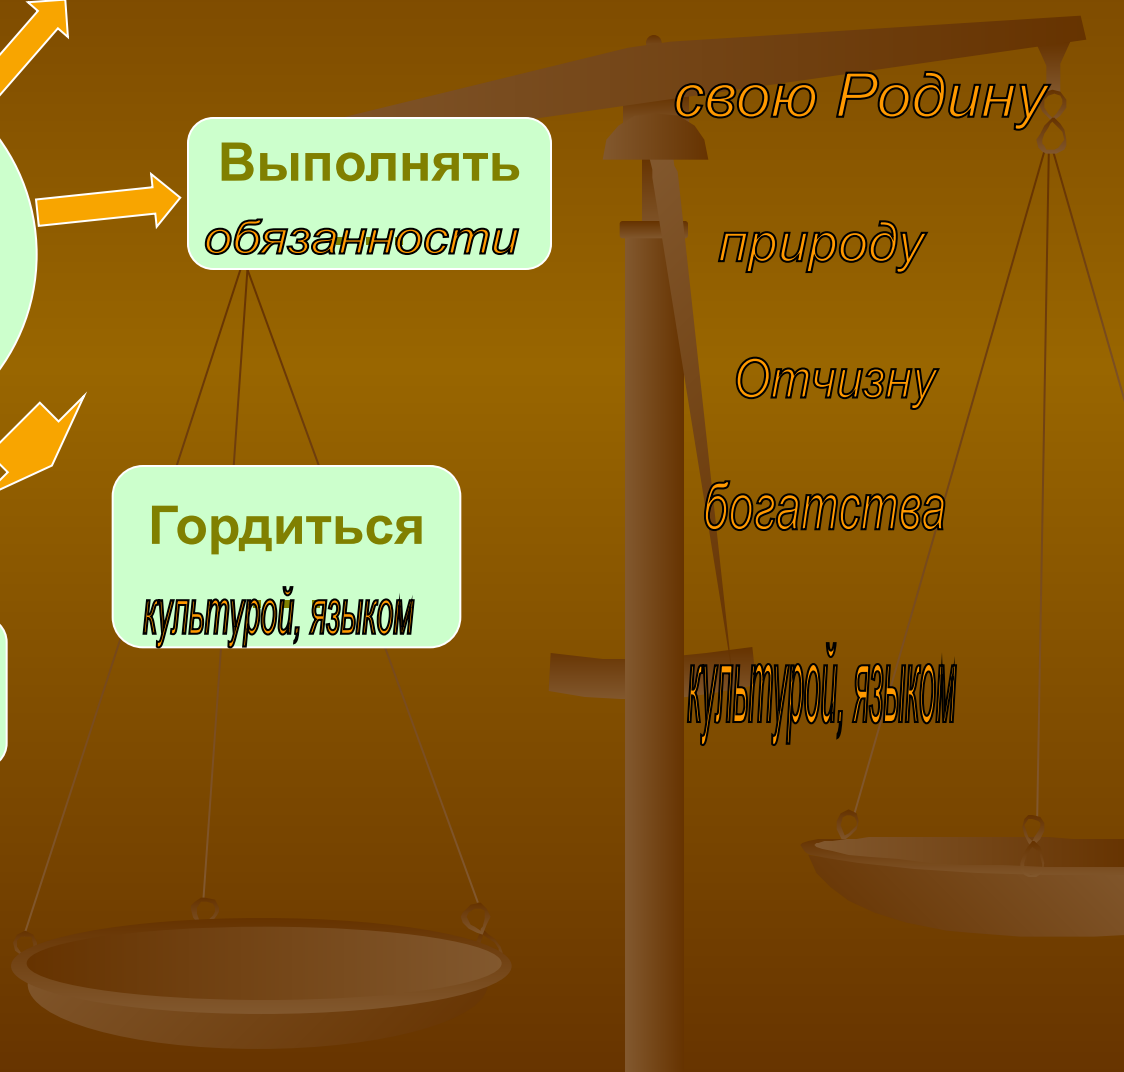 Выполнять
обязанности
Гордиться
культурой, языком
свою Родину
природу
Отчизну
богатства
культурой, языком